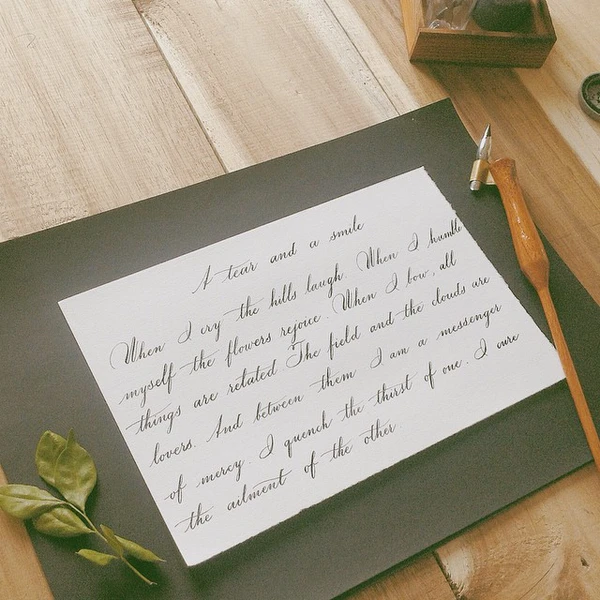 A tear and a smile
When I cry the hills laugh. When I humble
myself the flowers rejoice. When I bow, all
things are retated The field and the clouds are
lovers. And between them I am a messenger
of mercy. I quench the thirst of one. I cure
the ailment of the other.